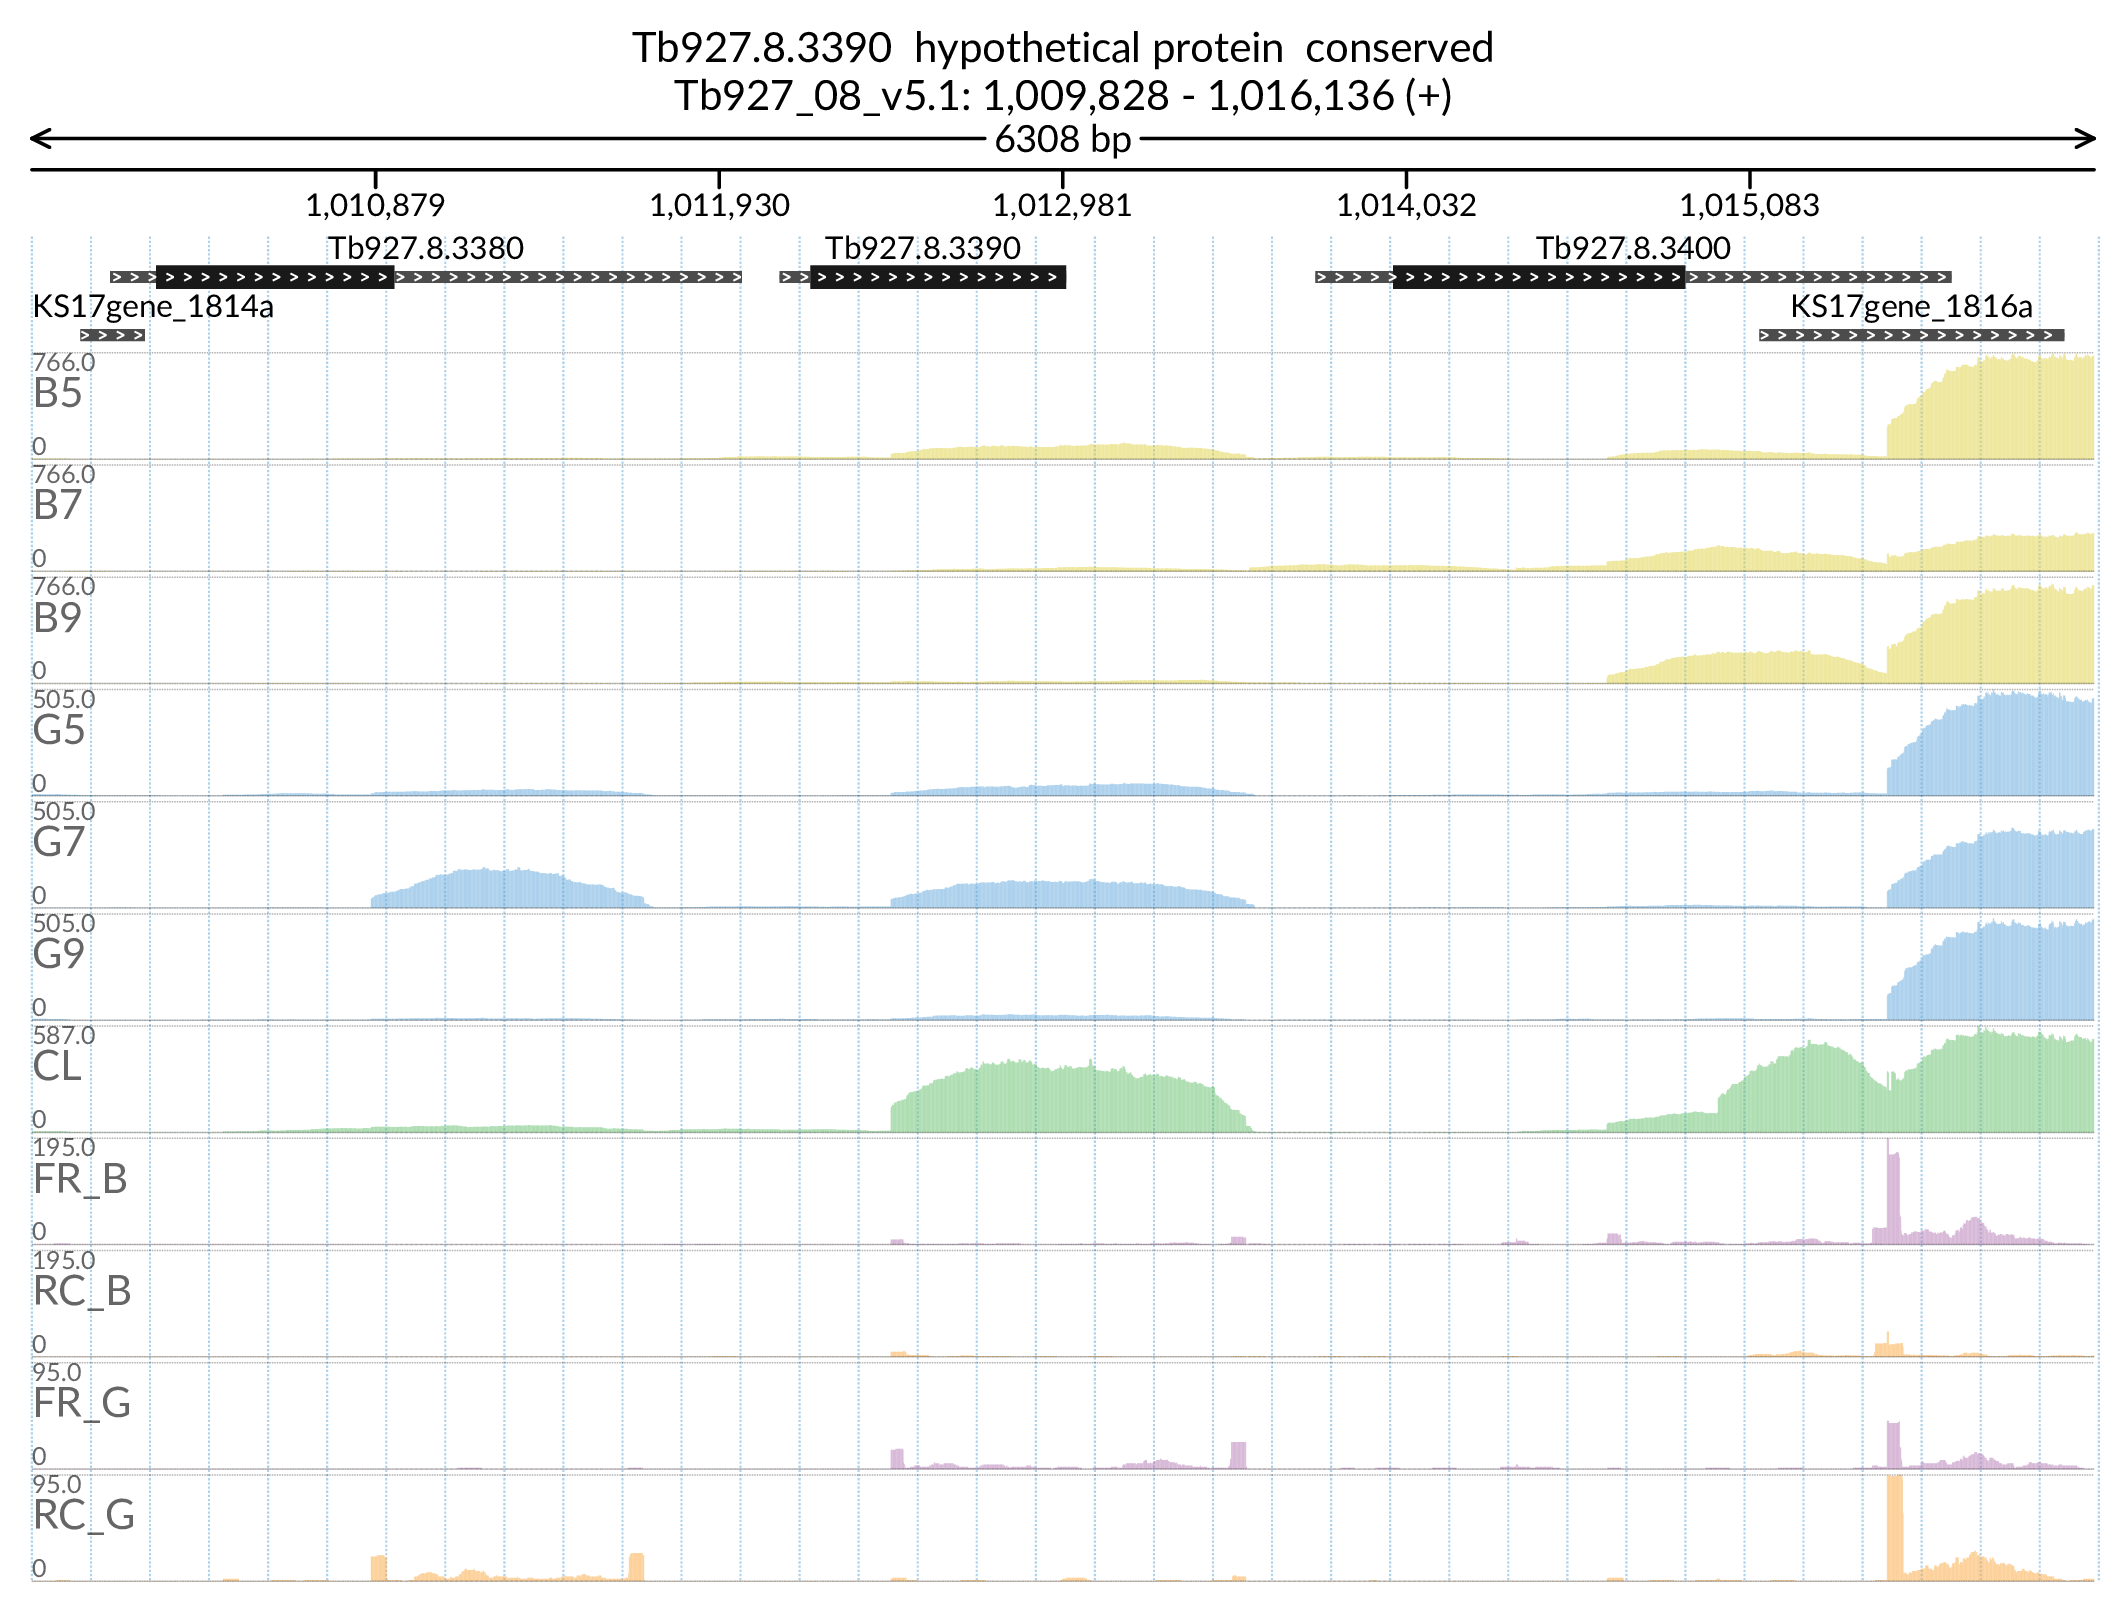 Tb927.8.3390  hypothetical protein  conserved
Tb927_08_v5.1: 1,009,828 - 1,016,136 (+)
6308 bp
1,010,879 1,011,930 1,012,981 1,014,032 1,015,083
Tb927.8.3380 Tb927.8.3390 Tb927.8.3400
KS17gene_1814a KS17gene_1816a
766.0
B5
0
766.0
B7
0
766.0
B9
0
505.0
G5
0
505.0
G7
0
505.0
G9
0
587.0
CL
0
195.0
FR_B
0
195.0
RC_B
0
95.0
FR_G
0
95.0
RC_G
0